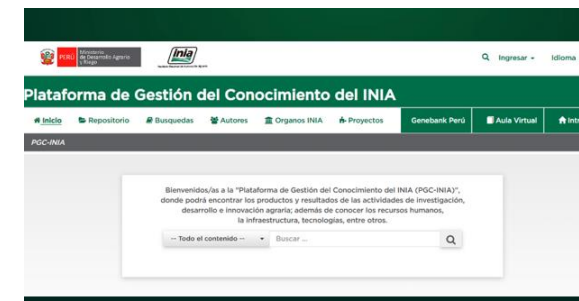 PERÚ Ministerio de Desarrollo Agrario y Riego
inia
Ingresar
Idioma
Plataforma de Gestión del Conocimiento del INIA
Inicio Repositorio Busquedas Autores Organos INIA Proyectos Genebank Perú Aula Virtual Intr
PGC-INIA
Bienvenidos/as a la "Plataforma de Gestión del Conocimiento del INIA (PGC-INIA)",
donde podrá encontrar los productos y resultados de las actividades de investigación,
desarrollo e innovación agraria; además de conocer los recursos humanos,
la infraestructura, tecnologías, entre otros.
-- Todo el contenido -- Buscar ...